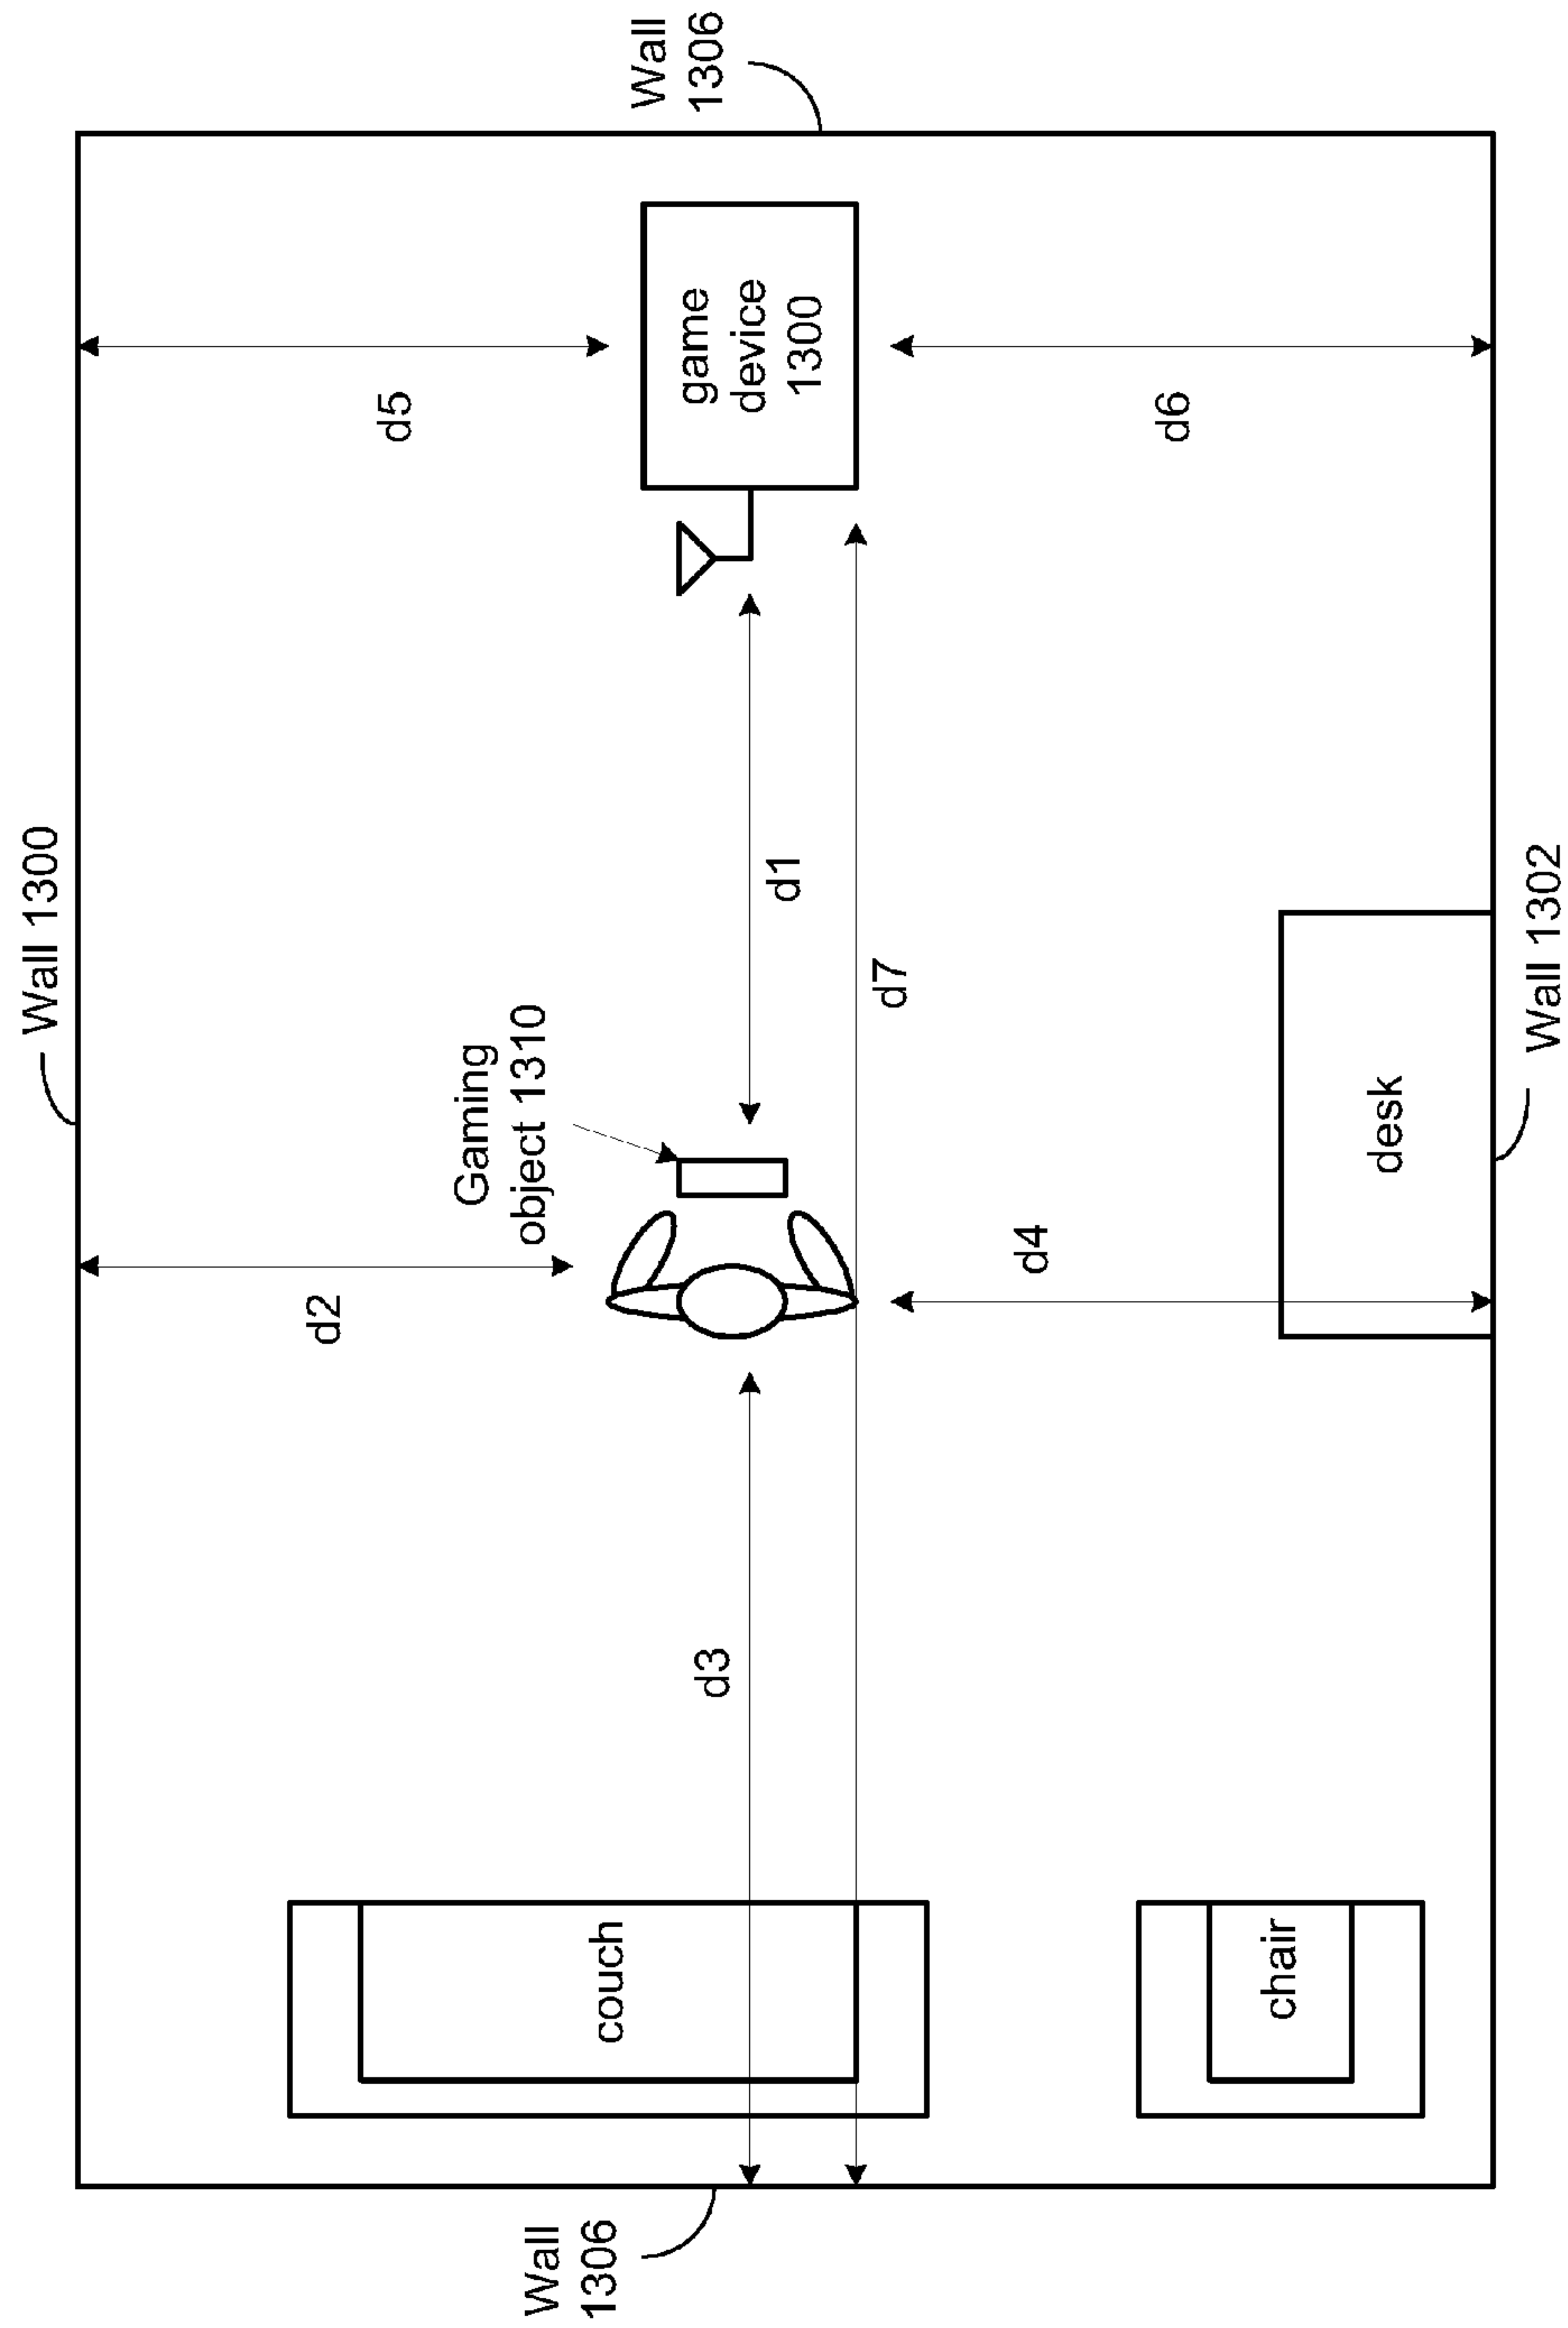 Wall 1300
d2
d5
Gaming
object 1310
Wall
1306
couch
Wall
1306
d3
game
device
1300
d1
d7
d4
d6
chair
desk
Wall 1302